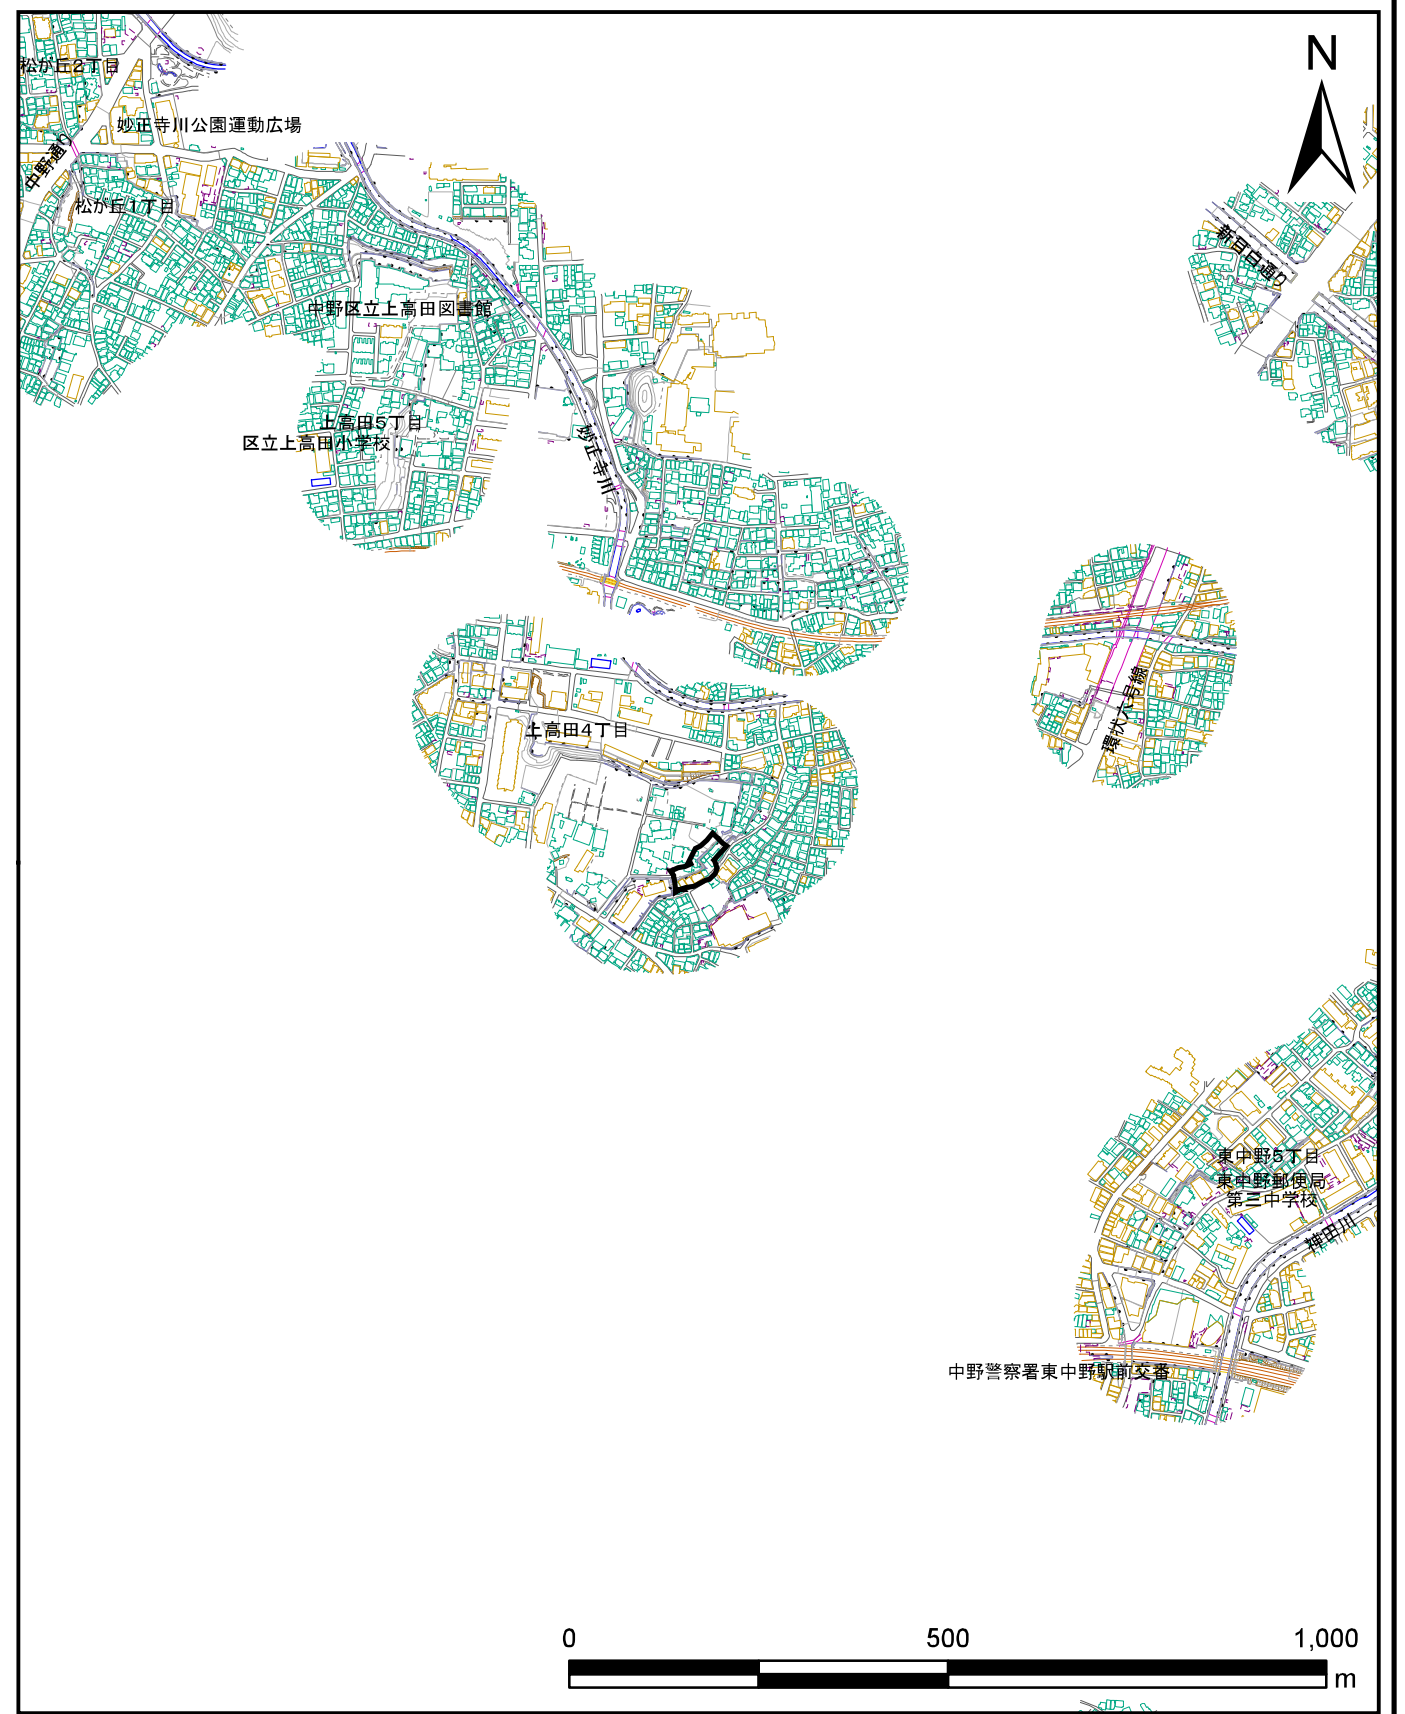 N
松が丘2丁目
妙正寺川公園運動広場
中野通り
松が丘1丁目
新目白通り
中野区立上高田図書館
上高田5丁目
区立上高田小学校
妙正寺川
環状六号線
上高田4丁目
東中野5丁目
東中野郵便局
第三中学校
神田川
中野警察署東中野駅前交番
0 500 1,000
m